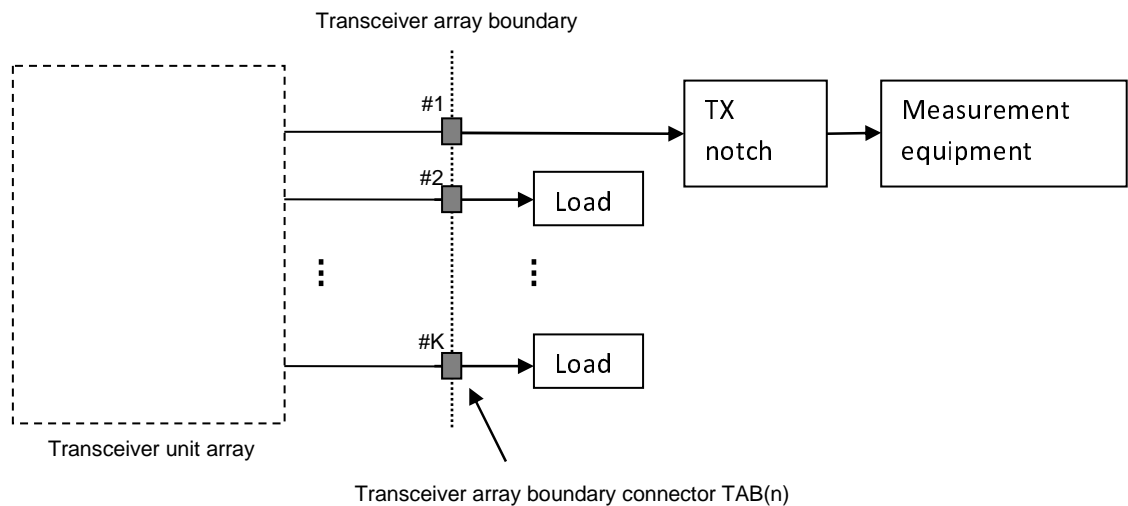 Transceiver array boundary
#1
TX
notch
Measurement
equipment
#2
Load
#K
Load
Transceiver unit array
Transceiver array boundary connector TAB(n)